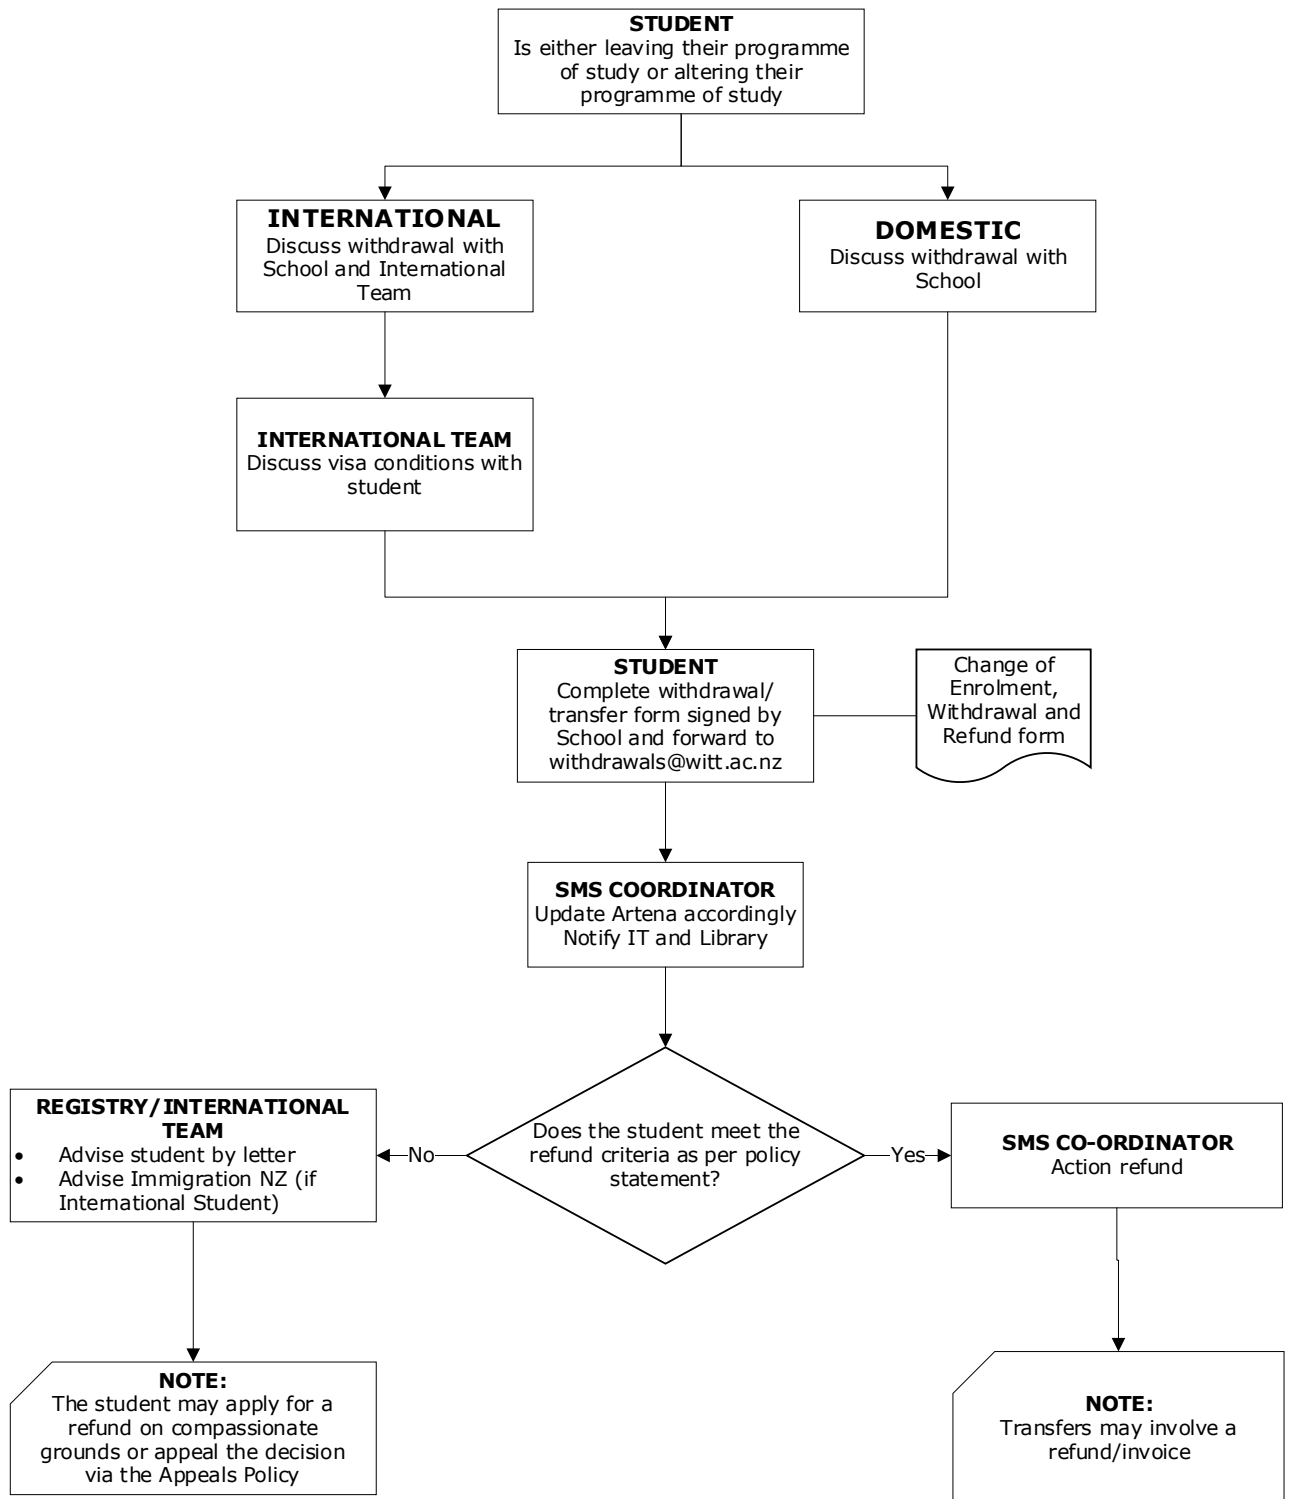 STUDENT
Is either leaving their programme
of study or altering their
programme of study
INTERNATIONAL
Discuss withdrawal with
School and International
Team
DOMESTIC
Discuss withdrawal with
School
INTERNATIONAL TEAM
Discuss visa conditions with
student
STUDENT
Complete withdrawal/
transfer form signed by
School and forward to
withdrawals@witt.ac.nz
Change of
Enrolment,
Withdrawal and
Refund form
SMS COORDINATOR
Update Artena accordingly
Notify IT and Library
REGISTRY/INTERNATIONAL
TEAM
• Advise student by letter
• Advise Immigration NZ (if
International Student)
No
Does the student meet the
refund criteria as per policy
statement?
Yes
SMS CO-ORDINATOR
Action refund
NOTE:
The student may apply for a
refund on compassionate
grounds or appeal the decision
via the Appeals Policy
NOTE:
Transfers may involve a
refund/invoice